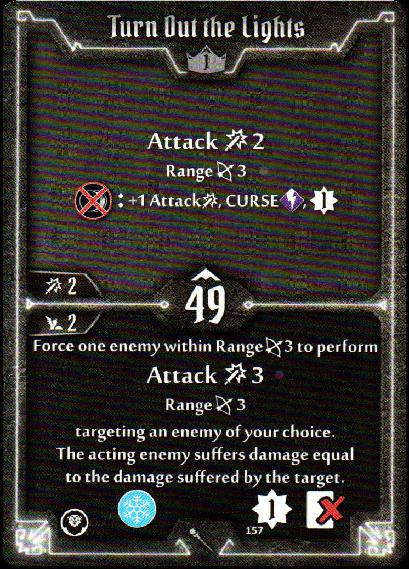 Turn Out the Lights
1
Attack 2
Range 3
: +1 Attack, CURSE, 1
2
49
2
Force one enemy within Range 3 to perform
Attack 3
Range 3
targeting an enemy of your choice.
The acting enemy suffers damage equal
to the damage suffered by the target.
1
157